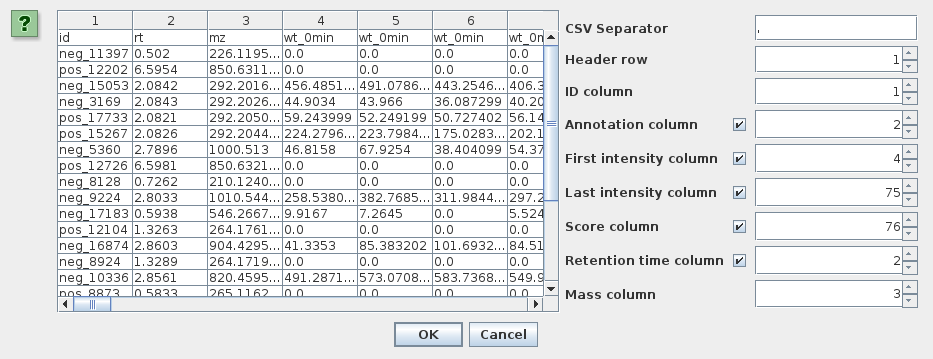 ?
1 2 3 4 5 6
id rt mz wt_0min wt_0min wt_0min wt_0n
neg_11397 0.502 226.1195... 0.0 0.0 0.0 0.0
pos_12202 6.5954 850.6311... 0.0 0.0 0.0 0.0
neg_15053 2.0842 292.2016... 456.4851... 491.0786... 443.2546... 406.3
neg_3169 2.0843 292.2026... 44.9034 43.966 36.087299 40.20
pos_17733 2.0821 292.2050... 59.243999 52.249199 50.727402 56.14
pos_15267 2.0826 292.2044... 224.2796... 223.7984... 175.0283... 202.1
neg_5360 2.7896 1000.513 46.8158 67.9254 38.404099 54.37
pos_12726 6.5981 850.6321... 0.0 0.0 0.0 0.0
neg_8128 0.7262 210.1240... 0.0 0.0 0.0 0.0
neg_9224 2.8033 1010.544... 258.5380... 382.7685... 311.9844... 297.2
neg_17183 0.5938 546.2667... 9.9167 7.2645 0.0 5.524
pos_12104 1.3263 264.1761... 0.0 0.0 0.0 0.0
neg_16874 2.8603 904.4295... 41.3353 85.383202 101.6932... 84.51
neg_8924 1.3289 264.1719... 0.0 0.0 0.0 0.0
neg_10336 2.8561 820.4595... 491.2871... 573.0708... 583.7368... 549.9
pos_8873 0.5833 265.1162 0.0 0.0 0.0 0.0
CSV Separator ,
Header row 1
ID column 1
Annotation column 2
First intensity column 4
Last intensity column 75
Score column 76
Retention time column 2
Mass column 3
OK Cancel